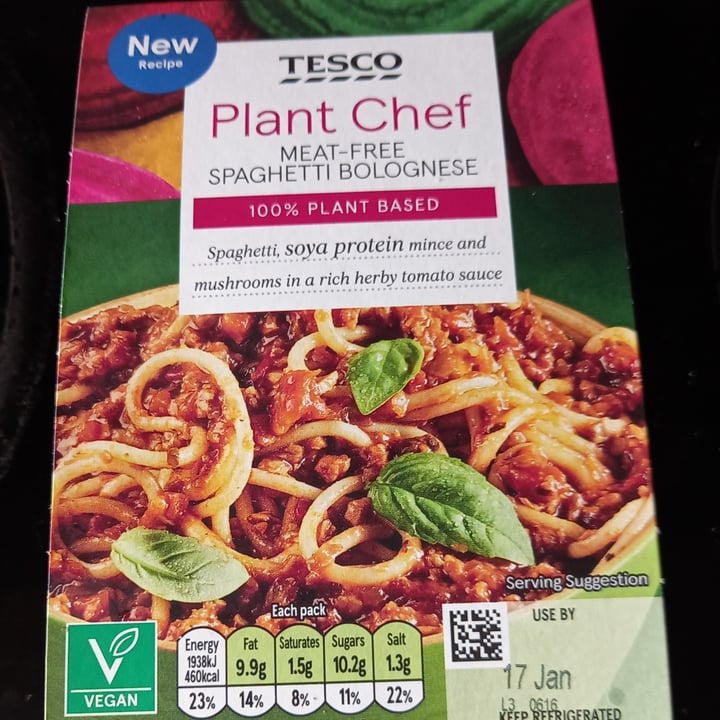 New
Recipe
TESCO
Plant Chef
MEAT-FREE
SPAGHETTI BOLOGNESE
100% PLANT BASED
Spaghetti, soya protein mince and
mushrooms in a rich herby tomato sauce
Serving Suggestion
Each pack
Energy
1938kJ
460kcal
23%
Fat
9.9g
14%
Saturates
1.5g
8%
Sugars
10.2g
11%
Salt
1.3g
22%
V
VEGAN
USE BY
17 Jan
L3 0616
KEEP REFRIGERATED